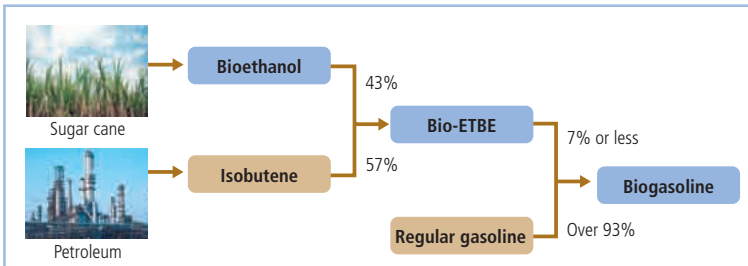 Sugar cane
Bioethanol
43%
Petroleum
Isobutene
57%
Bio-ETBE
7% or less
Regular gasoline
Over 93%
Biogasoline